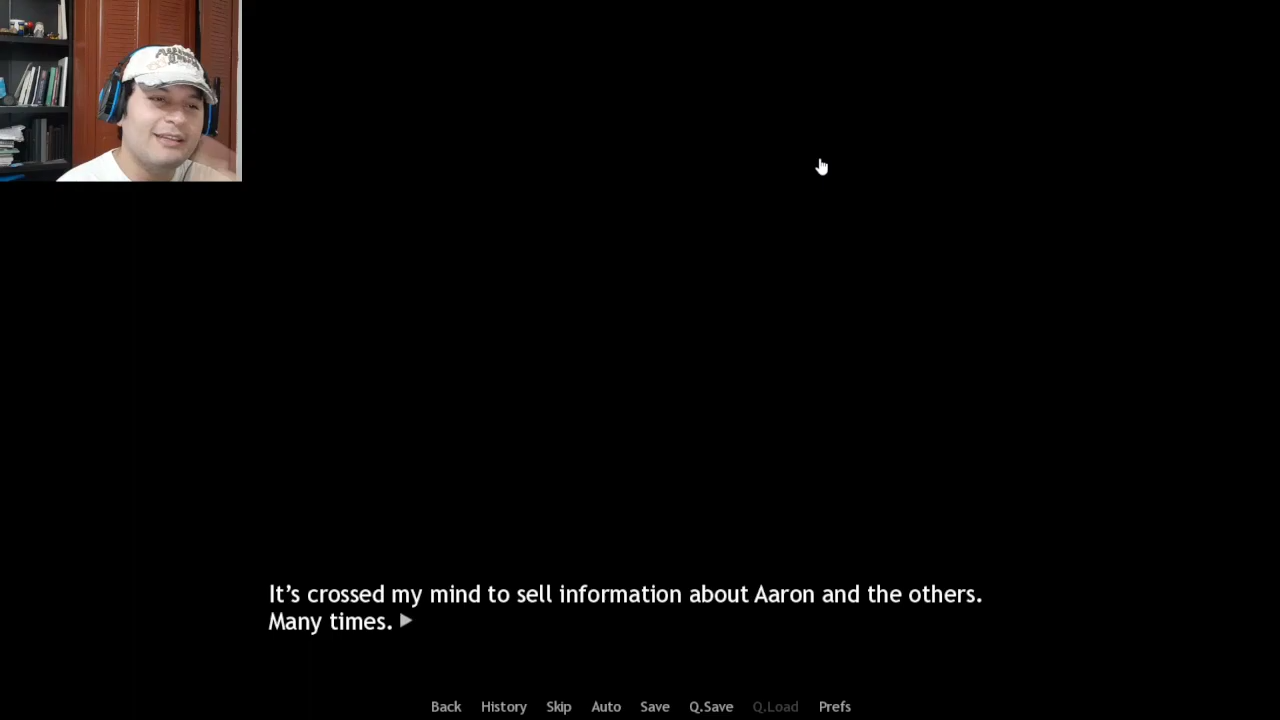 It’s crossed my mind to sell information about Aaron and the others.
Many times.
Back History Skip Auto Save Q.Save Q.Load Prefs